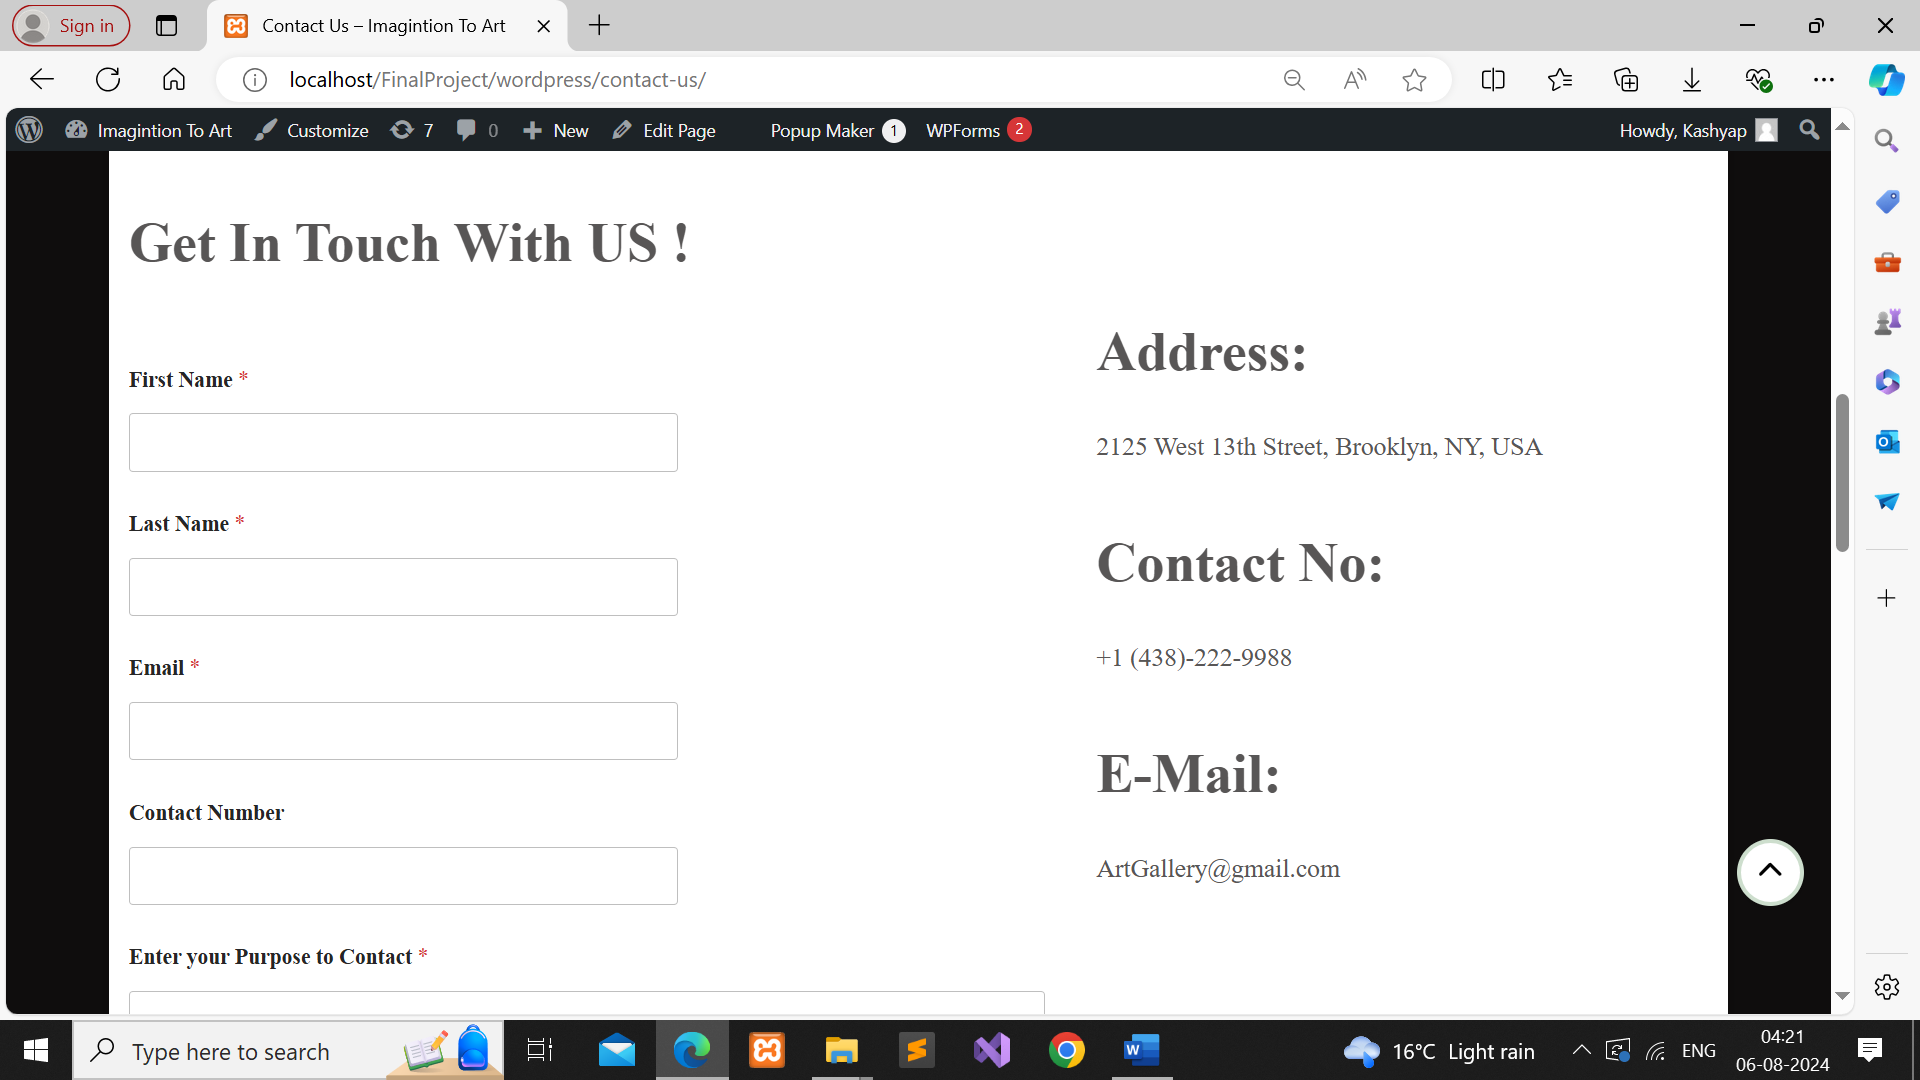 Sign in
Contact Us – Imagintion To Art
localhost/FinalProject/wordpress/contact-us/
Imagintion To Art Customize 7 0 New Edit Page Popup Maker 1 WPForms 2 Howdy, Kashyap
Get In Touch With US !
First Name *
Last Name *
Email *
Contact Number
Enter your Purpose to Contact *
Address:
2125 West 13th Street, Brooklyn, NY, USA
Contact No:
+1 (438)-222-9988
E-Mail:
ArtGallery@gmail.com
Type here to search
16°C Light rain
ENG
04:21
06-08-2024